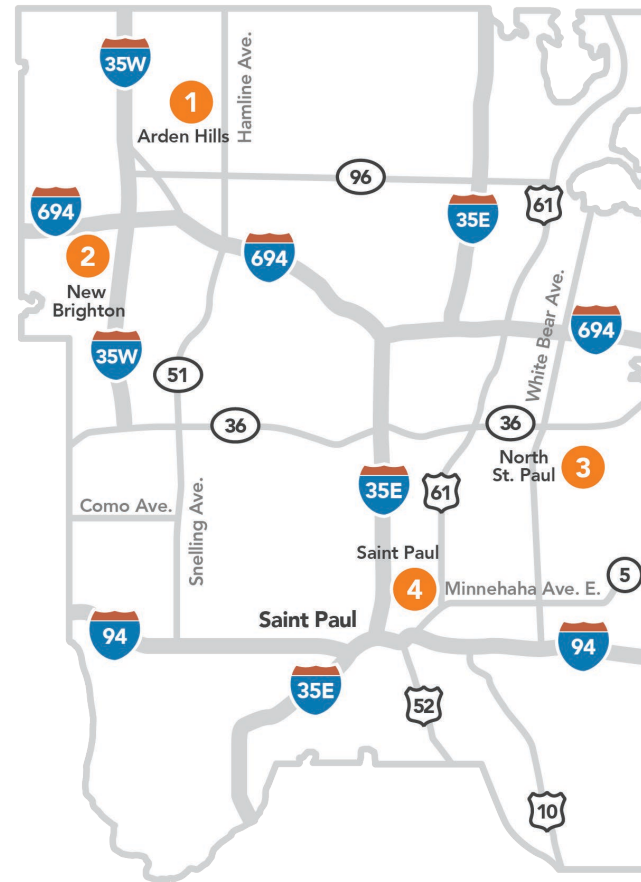 35W
1
Arden Hills
Hamline Ave.
96
694
61
35E
2
New
Brighton
694
White Bear Ave.
694
35W
51
36
36
North
St. Paul
3
35E
61
Como Ave.
Snelling Ave.
Saint Paul
4
Minnehaha Ave. E.
5
Saint Paul
94
94
35E
52
10